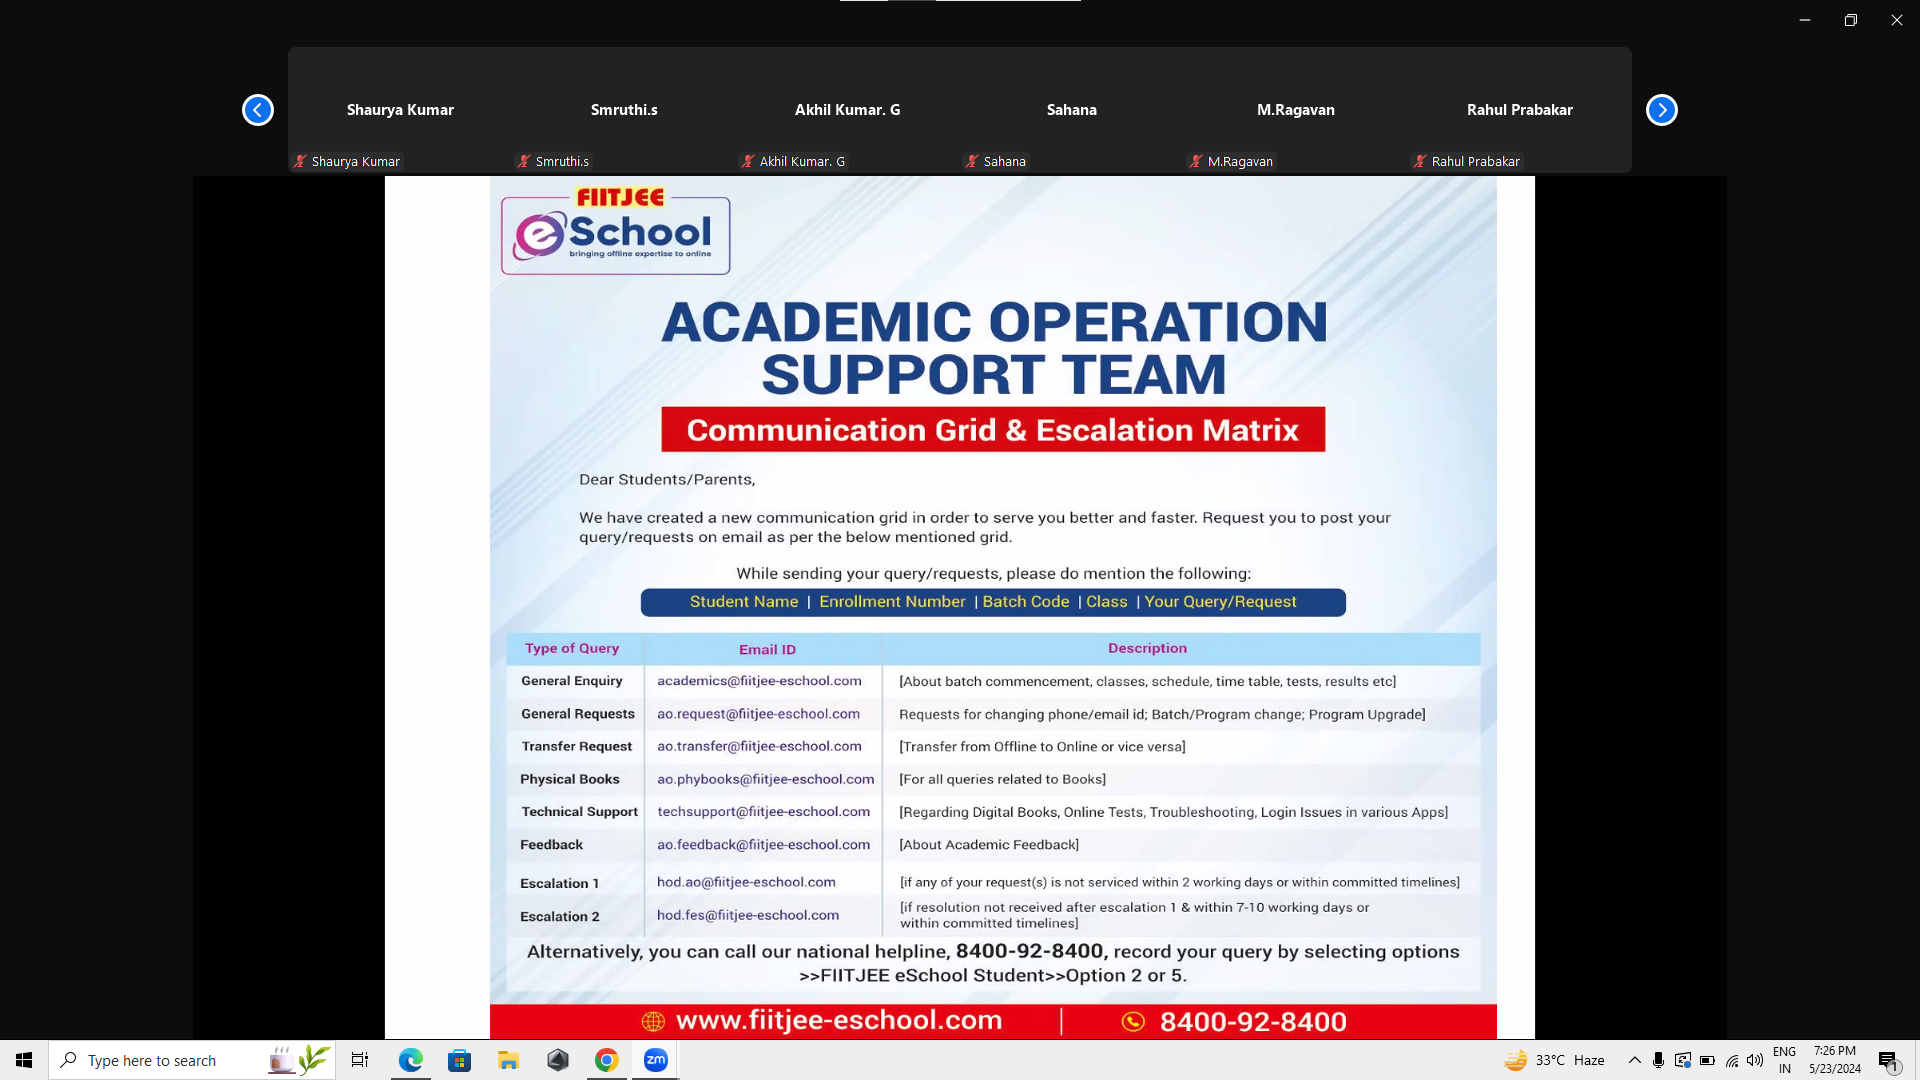 Shaurya Kumar
Smruthi.s
Akhil Kumar. G
Sahana
M.Ragavan
Rahul Prabakar
Shaurya Kumar
Smruthi.s
Akhil Kumar. G
Sahana
M.Ragavan
Rahul Prabakar
FIITJEE
eSchool
bringing offline expertise to online
ACADEMIC OPERATION
SUPPORT TEAM
Communication Grid & Escalation Matrix
Dear Students/Parents,
We have created a new communication grid in order to serve you better and faster. Request you to post your
query/requests on email as per the below mentioned grid.
While sending your query/requests, please do mention the following:
Student Name | Enrollment Number | Batch Code | Class | Your Query/Request
Type of Query Email ID Description
General Enquiry academics@fiitjee-eschool.com [About batch commencement, classes, schedule, time table, tests, results etc]
General Requests ao.request@fiitjee-eschool.com Requests for changing phone/email id; Batch/Program change; Program Upgrade]
Transfer Request ao.transfer@fiitjee-eschool.com [Transfer from Offline to Online or vice versa]
Physical Books ao.phybooks@fiitjee-eschool.com [For all queries related to Books]
Technical Support techsupport@fiitjee-eschool.com [Regarding Digital Books, Online Tests, Troubleshooting, Login Issues in various Apps]
Feedback ao.feedback@fiitjee-eschool.com [About Academic Feedback]
Escalation 1 hod.ao@fiitjee-eschool.com [if any of your request(s) is not serviced within 2 working days or within committed timelines]
Escalation 2 hod.fes@fiitjee-eschool.com [if resolution not received after escalation 1 & within 7-10 working days or
within committed timelines]
Alternatively, you can call our national helpline, 8400-92-8400, record your query by selecting options
>>FIITJEE eSchool Student>>Option 2 or 5.
www.fiitjee-eschool.com | 8400-92-8400
Type here to search
zm
33°C Haze
ENG
IN
7:26 PM
5/23/2024
1